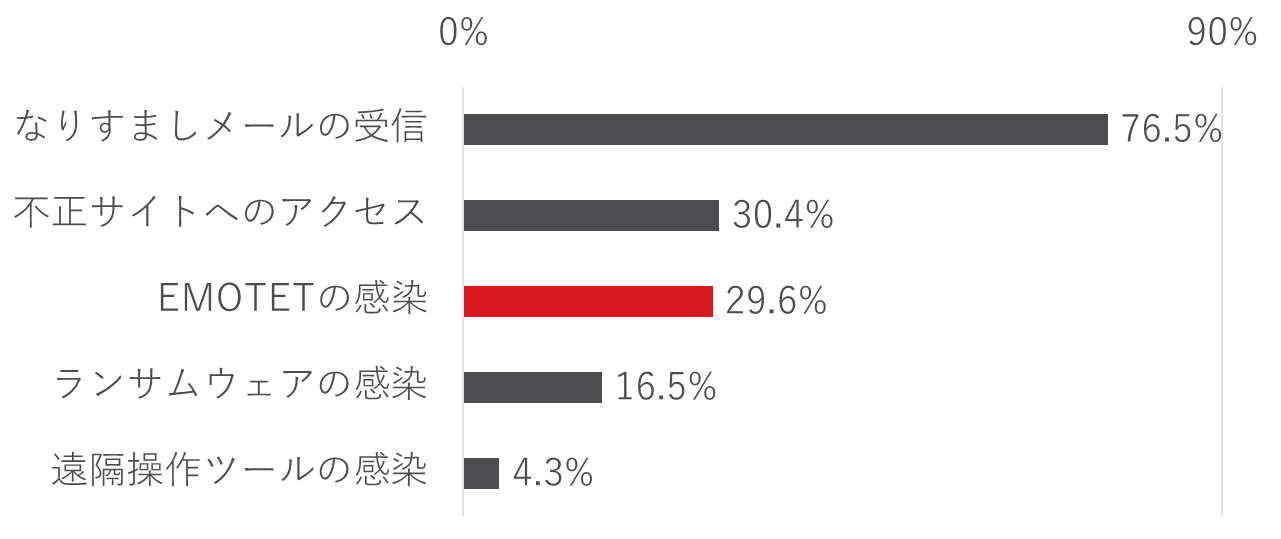 0% 90%
なりすましメールの受信 76.5%
不正サイトへのアクセス 30.4%
EMOTETの感染 29.6%
ランサムウェアの感染 16.5%
遠隔操作ツールの感染 4.3%